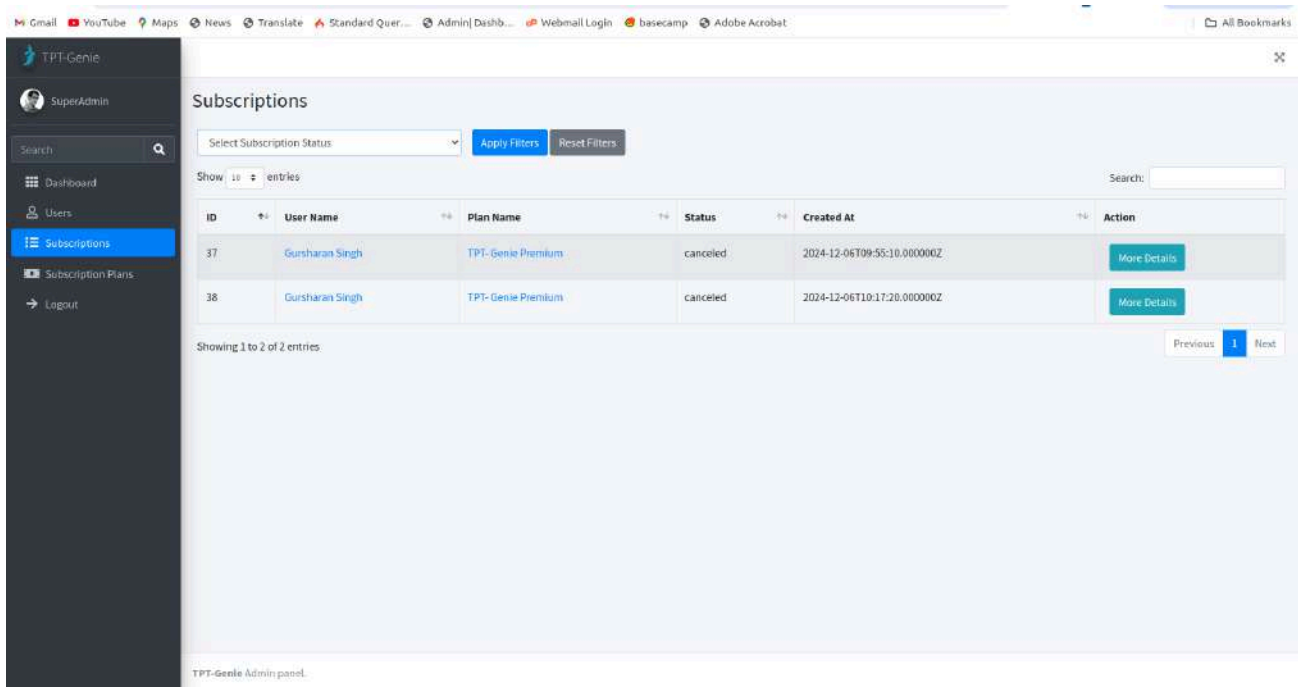 Gmail YouTube Maps News Translate Standard Quer... Admin| Dashb... Webmail Login basecamp Adobe Acrobat All Bookmarks
TPT-Genie
SuperAdmin
Search
Dashboard
Users
Subscriptions
Subscription Plans
Logout
Subscriptions
Select Subscription Status Apply Filters Reset Filters
Show 10 entries Search:
ID User Name Plan Name Status Created At Action
37 Gursharan Singh TPT- Genie Premium canceled 2024-12-06T09:55:10.000000Z More Details
38 Gursharan Singh TPT- Genie Premium canceled 2024-12-06T10:17:20.000000Z More Details
Showing 1 to 2 of 2 entries Previous 1 Next
TPT-Genie Admin panel.